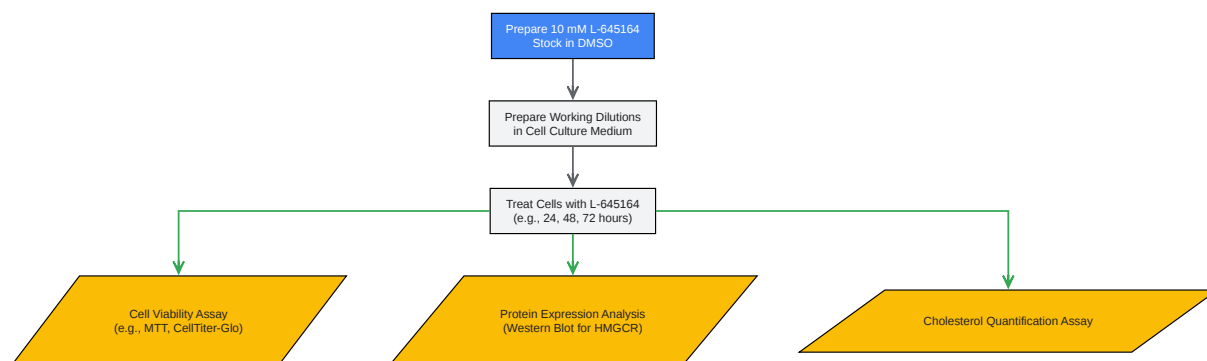 Prepare 10 mM L-645164
Stock in DMSO
Prepare Working Dilutions
in Cell Culture Medium
Treat Cells with L-645164
(e.g., 24, 48, 72 hours)
Cell Viability Assay
(e.g., MTT, CellTiter-Glo)
Protein Expression Analysis
(Western Blot for HMGCR)
Cholesterol Quantification Assay